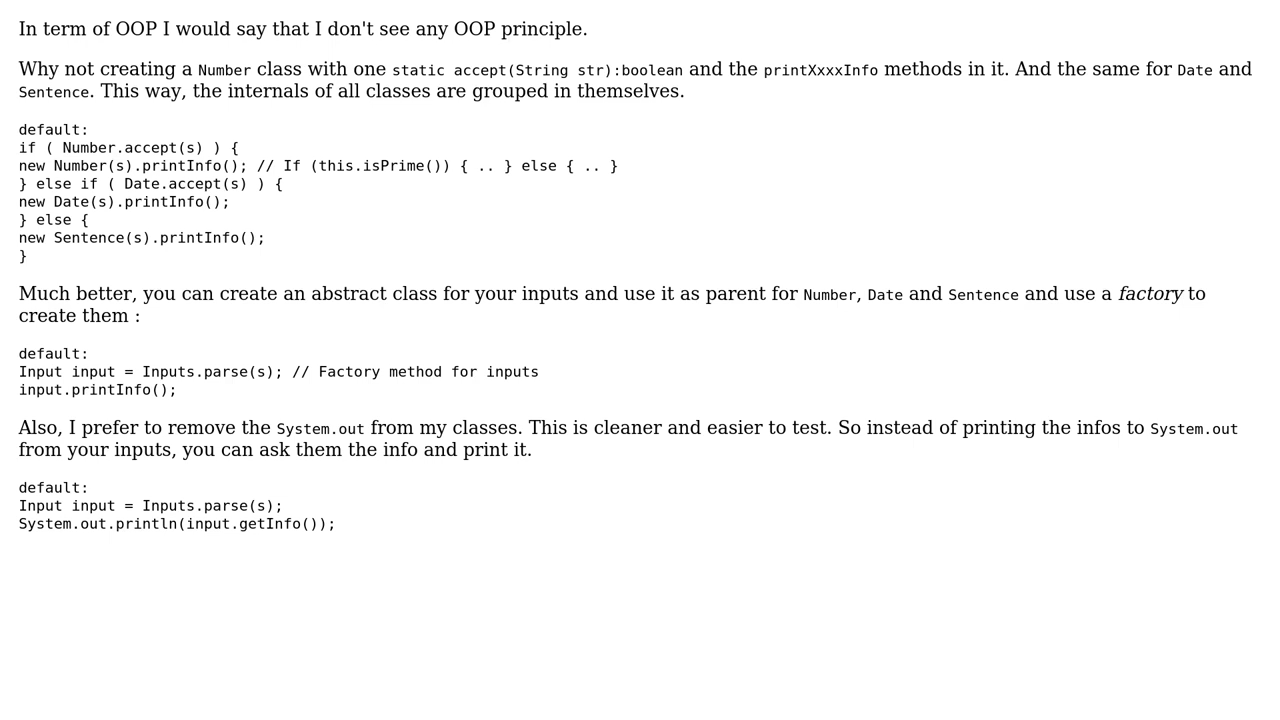 In term of OOP I would say that I don't see any OOP principle.
Why not creating a Number class with one static accept(String str):boolean and the printXxxxInfo methods in it. And the same for Date and
Sentence. This way, the internals of all classes are grouped in themselves.
default:
if ( Number.accept(s) ) {
new Number(s).printInfo(); // If (this.isPrime()) { .. } else { .. }
} else if ( Date.accept(s) ) {
new Date(s).printInfo();
} else {
new Sentence(s).printInfo();
}
Much better, you can create an abstract class for your inputs and use it as parent for Number, Date and Sentence and use a factory to
create them :
default:
Input input = Inputs.parse(s); // Factory method for inputs
input.printInfo();
Also, I prefer to remove the System.out from my classes. This is cleaner and easier to test. So instead of printing the infos to System.out
from your inputs, you can ask them the info and print it.
default:
Input input = Inputs.parse(s);
System.out.println(input.getInfo());